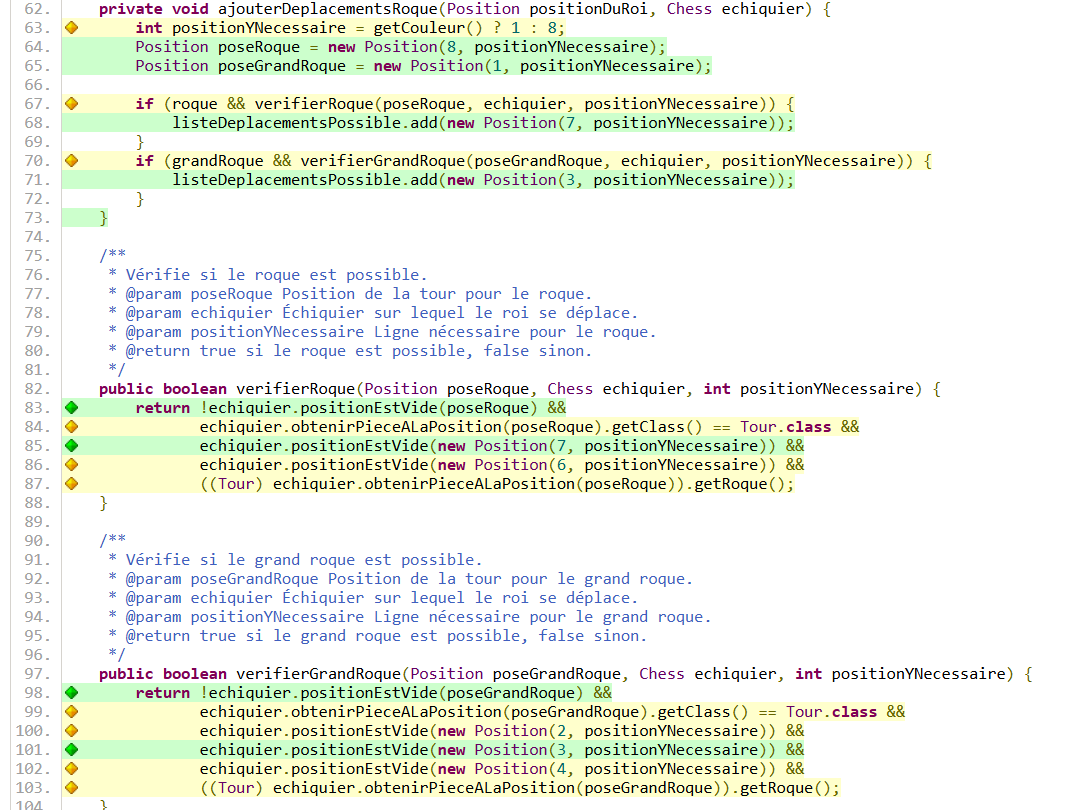 62.    private void ajouterDeplacementsRoque(Position positionDuRoi, Chess echiquier) {
63.        int positionYNecessaire = getCouleur() ? 1 : 8;
64.        Position poseRoque = new Position(8, positionYNecessaire);
65.        Position poseGrandRoque = new Position(1, positionYNecessaire);
66.
67.        if (roque && verifierRoque(poseRoque, echiquier, positionYNecessaire)) {
68.            listeDeplacementsPossible.add(new Position(7, positionYNecessaire));
69.        }
70.        if (grandRoque && verifierGrandRoque(poseGrandRoque, echiquier, positionYNecessaire)) {
71.            listeDeplacementsPossible.add(new Position(3, positionYNecessaire));
72.        }
73.    }
74.
75.    /**
76.     * Vérifie si le roque est possible.
77.     * @param poseRoque Position de la tour pour le roque.
78.     * @param echiquier Échiquier sur lequel le roi se déplace.
79.     * @param positionYNecessaire Ligne nécessaire pour le roque.
80.     * @return true si le roque est possible, false sinon.
81.     */
82.    public boolean verifierRoque(Position poseRoque, Chess echiquier, int positionYNecessaire) {
83.        return !echiquier.positionEstVide(poseRoque) &&
84.               echiquier.obtenirPieceALaPosition(poseRoque).getClass() == Tour.class &&
85.               echiquier.positionEstVide(new Position(7, positionYNecessaire)) &&
86.               echiquier.positionEstVide(new Position(6, positionYNecessaire)) &&
87.               ((Tour) echiquier.obtenirPieceALaPosition(poseRoque)).getRoque();
88.    }
89.
90.    /**
91.     * Vérifie si le grand roque est possible.
92.     * @param poseGrandRoque Position de la tour pour le grand roque.
93.     * @param echiquier Échiquier sur lequel le roi se déplace.
94.     * @param positionYNecessaire Ligne nécessaire pour le grand roque.
95.     * @return true si le grand roque est possible, false sinon.
96.     */
97.    public boolean verifierGrandRoque(Position poseGrandRoque, Chess echiquier, int positionYNecessaire) {
98.        return !echiquier.positionEstVide(poseGrandRoque) &&
99.               echiquier.obtenirPieceALaPosition(poseGrandRoque).getClass() == Tour.class &&
100.               echiquier.positionEstVide(new Position(2, positionYNecessaire)) &&
101.               echiquier.positionEstVide(new Position(3, positionYNecessaire)) &&
102.               echiquier.positionEstVide(new Position(4, positionYNecessaire)) &&
103.               ((Tour) echiquier.obtenirPieceALaPosition(poseGrandRoque)).getRoque();
104.    }